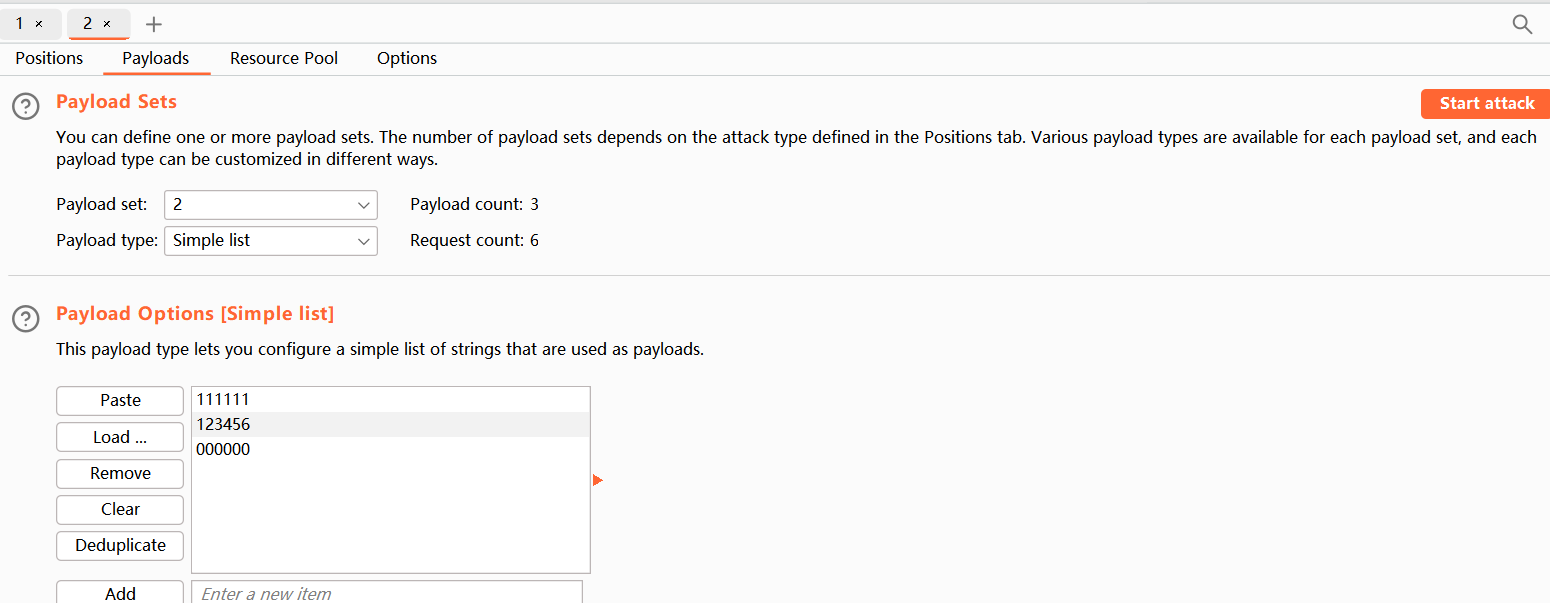 1 × 2 × +
Positions Payloads Resource Pool Options
? Payload Sets
Start attack
You can define one or more payload sets. The number of payload sets depends on the attack type defined in the Positions tab. Various payload types are available for each payload set, and each
payload type can be customized in different ways.
Payload set: 2 Payload count: 3
Payload type: Simple list Request count: 6
? Payload Options [Simple list]
This payload type lets you configure a simple list of strings that are used as payloads.
Paste
Load ...
Remove
Clear
Deduplicate
111111
123456
000000
Add Enter a new item